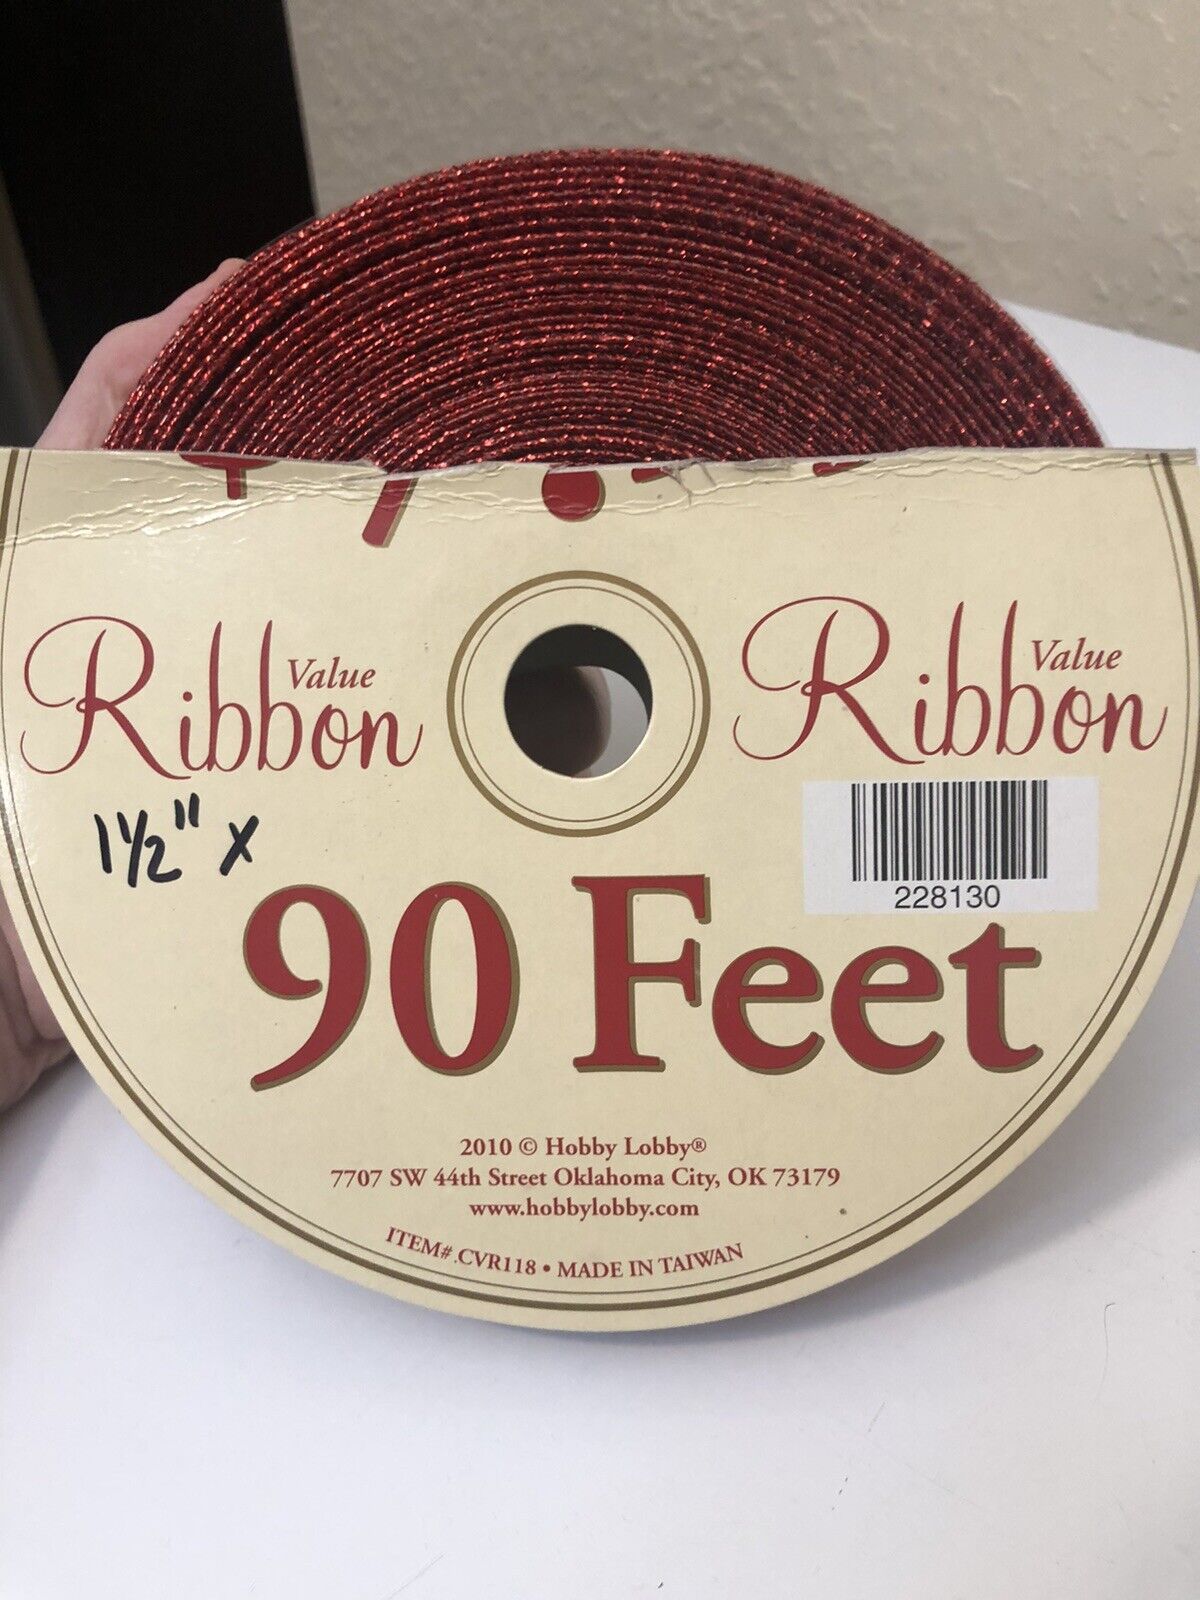 Value
Ribbon
Value
Ribbon
1½" x
228130
90 Feet
2010 © Hobby Lobby®
7707 SW 44th Street Oklahoma City, OK 73179
www.hobbylobby.com
ITEM# CVR118 • MADE IN TAIWAN